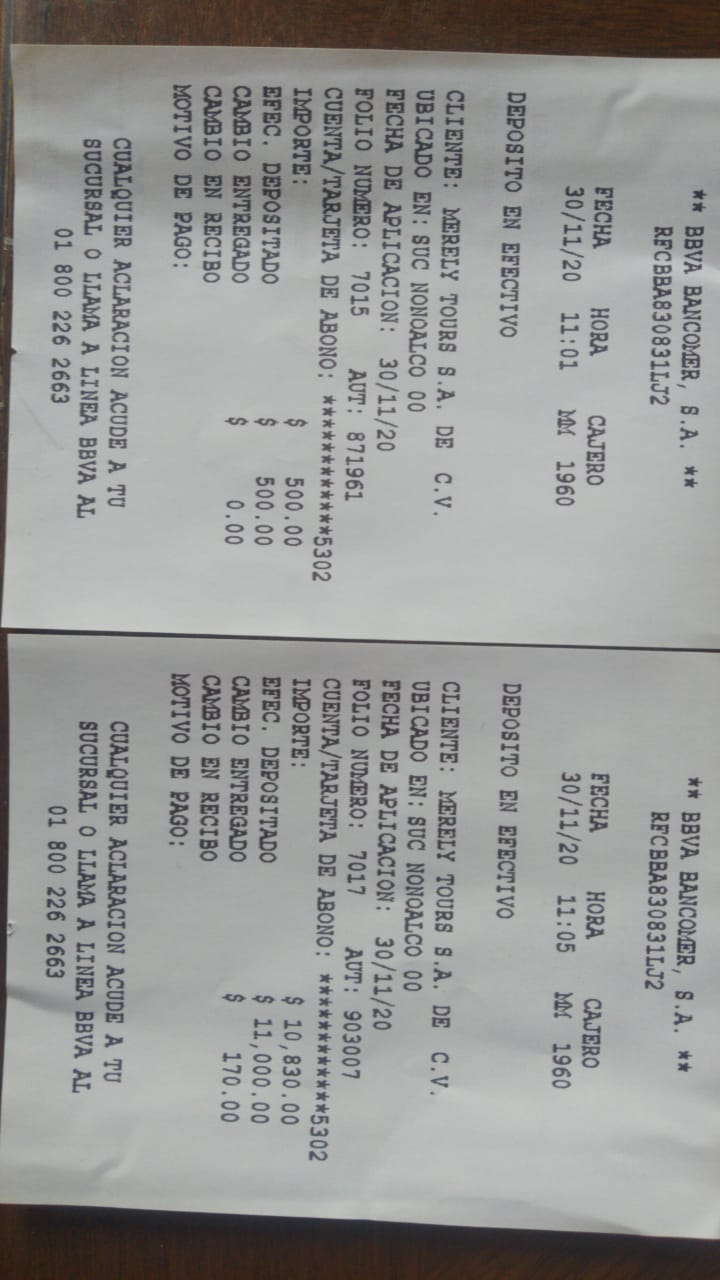 ** BBVA BANCOMER, S.A. **
RFCBBA830831LJ2
FECHA HORA CAJERO
30/11/20 11:01 MM 1960
DEPOSITO EN EFECTIVO
CLIENTE: MERELY TOURS S.A. DE C.V.
UBICADO EN: SUC NONOALCO 00
FECHA DE APLICACION: 30/11/20
FOLIO NUMERO: 7015 AUT: 871961
CUENTA/TARJETA DE ABONO: ************5302
IMPORTE: $ 500.00
EFEC. DEPOSITADO $ 500.00
CAMBIO ENTREGADO $ 0.00
CAMBIO EN RECIBO
MOTIVO DE PAGO:
CUALQUIER ACLARACION ACUDE A TU
SUCURSAL O LLAMA A LINEA BBVA AL
01 800 226 2663
** BBVA BANCOMER, S.A. **
RFCBBA830831LJ2
FECHA HORA CAJERO
30/11/20 11:05 MM 1960
DEPOSITO EN EFECTIVO
CLIENTE: MERELY TOURS S.A. DE C.V.
UBICADO EN: SUC NONOALCO 00
FECHA DE APLICACION: 30/11/20
FOLIO NUMERO: 7017 AUT: 903007
CUENTA/TARJETA DE ABONO: ************5302
IMPORTE: $ 10,830.00
EFEC. DEPOSITADO $ 11,000.00
CAMBIO ENTREGADO $ 170.00
CAMBIO EN RECIBO
MOTIVO DE PAGO:
CUALQUIER ACLARACION ACUDE A TU
SUCURSAL O LLAMA A LINEA BBVA AL
01 800 226 2663